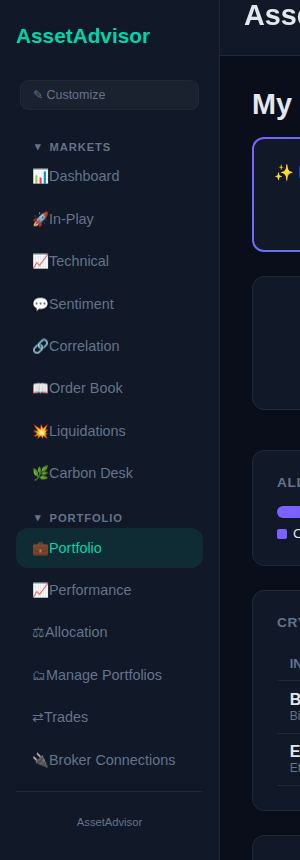 AssetAdvisor
✎ Customize
▼ MARKETS
📊Dashboard
🚀In-Play
📈Technical
💬Sentiment
🔗Correlation
📖Order Book
💥Liquidations
🌿Carbon Desk
▼ PORTFOLIO
💼Portfolio
📈Performance
⚖Allocation
🗂Manage Portfolios
⇄Trades
🔌Broker Connections
AssetAdvisor
My